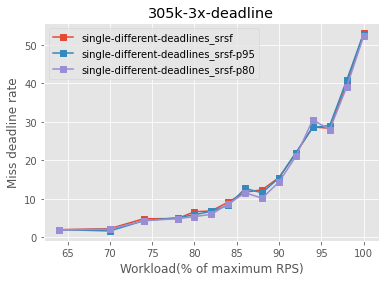 305k-3x-deadline
single-different-deadlines_srsf
single-different-deadlines_srsf-p95
single-different-deadlines_srsf-p80
Miss deadline rate
50
40
30
20
10
0
65 70 75 80 85 90 95 100
Workload(% of maximum RPS)